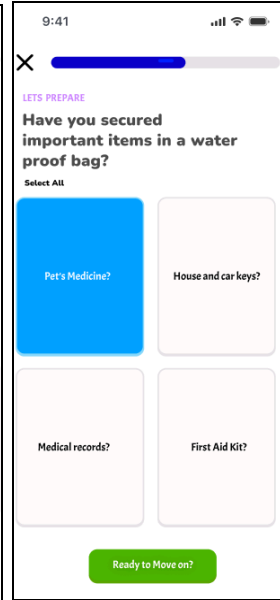 9:41
LETS PREPARE
Have you secured
important items in a water
proof bag?
Select All
Pet's Medicine?
House and car keys?
Medical records?
First Aid Kit?
Ready to Move on?